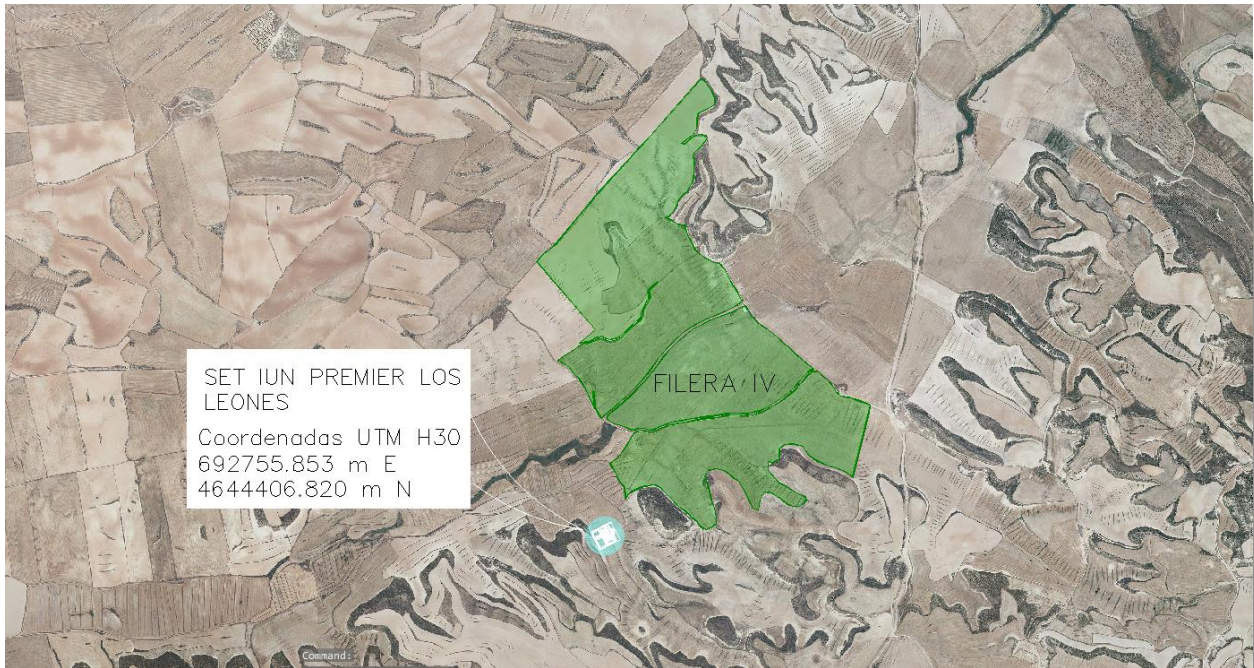 SET IUN PREMIER LOS
LEONES
Coordenadas UTM H30
692755.853 m E
4644406.820 m N
FILERA IV
Command: